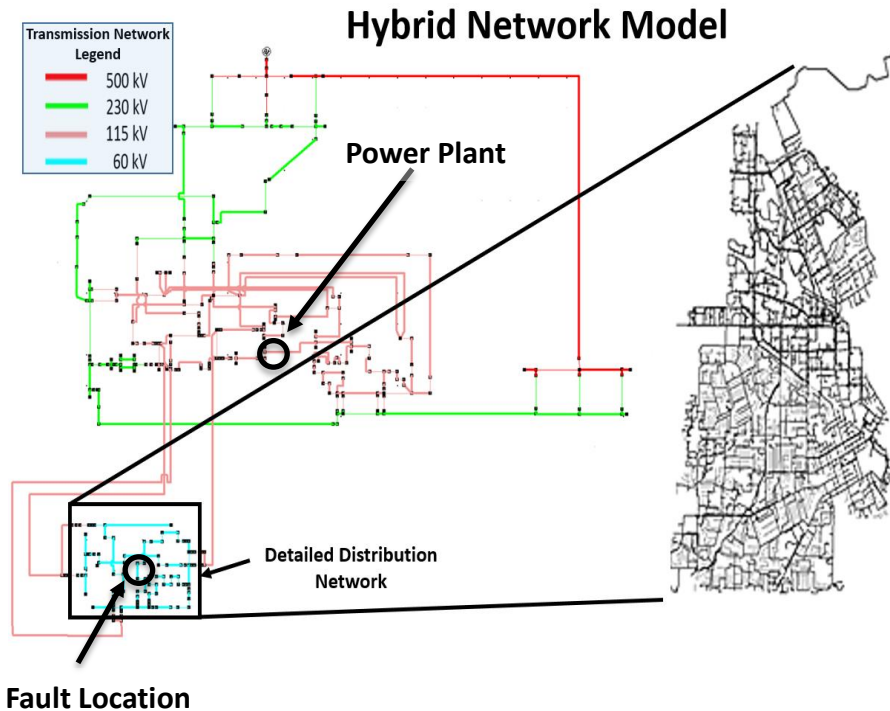 Hybrid Network Model
Transmission Network
Legend
500 kV
230 kV
115 kV
60 kV
Power Plant
Detailed Distribution
Network
Fault Location